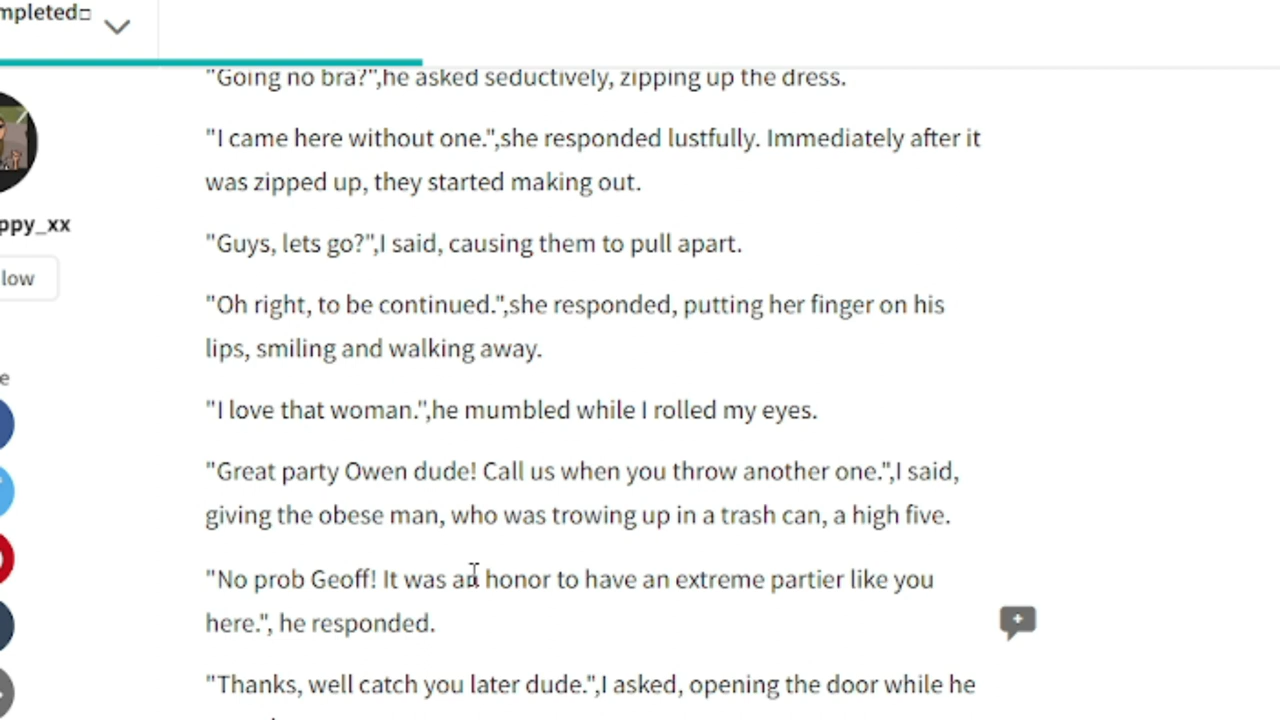 mpleted□
"Going no bra?",he asked seductively, zipping up the dress.
"I came here without one.",she responded lustfully. Immediately after it
was zipped up, they started making out.
ppy_xx
"Guys, lets go?",I said, causing them to pull apart.
low
"Oh right, to be continued.",she responded, putting her finger on his
lips, smiling and walking away.
e
"I love that woman.",he mumbled while I rolled my eyes.
"Great party Owen dude! Call us when you throw another one.",I said,
giving the obese man, who was trowing up in a trash can, a high five.
"No prob Geoff! It was an honor to have an extreme partier like you
here.", he responded.
"Thanks, well catch you later dude.",I asked, opening the door while he